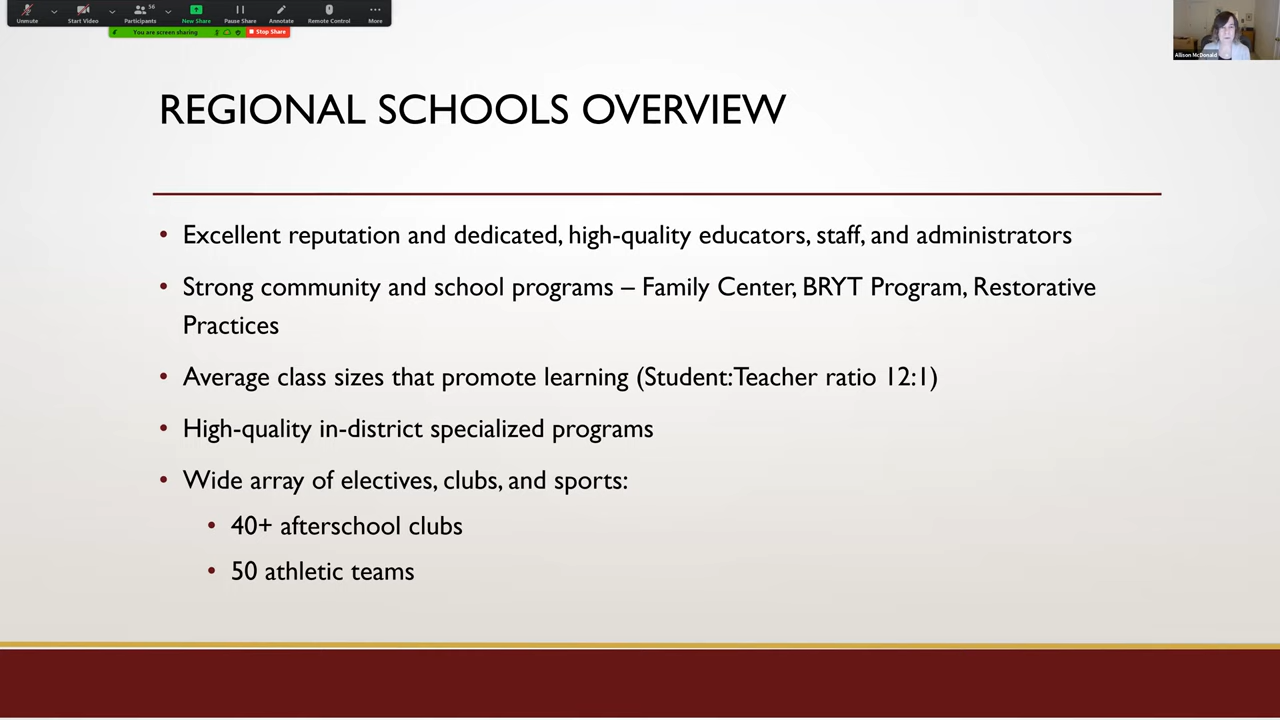 56
Unmute
Start Video
Participants
New Share
Pause Share
Annotate
Remote Control
More
You are screen sharing
Stop Share
Allison McDonald
REGIONAL SCHOOLS OVERVIEW
• Excellent reputation and dedicated, high-quality educators, staff, and administrators
• Strong community and school programs – Family Center, BRYT Program, Restorative
Practices
• Average class sizes that promote learning (Student:Teacher ratio 12:1)
• High-quality in-district specialized programs
• Wide array of electives, clubs, and sports:
• 40+ afterschool clubs
• 50 athletic teams